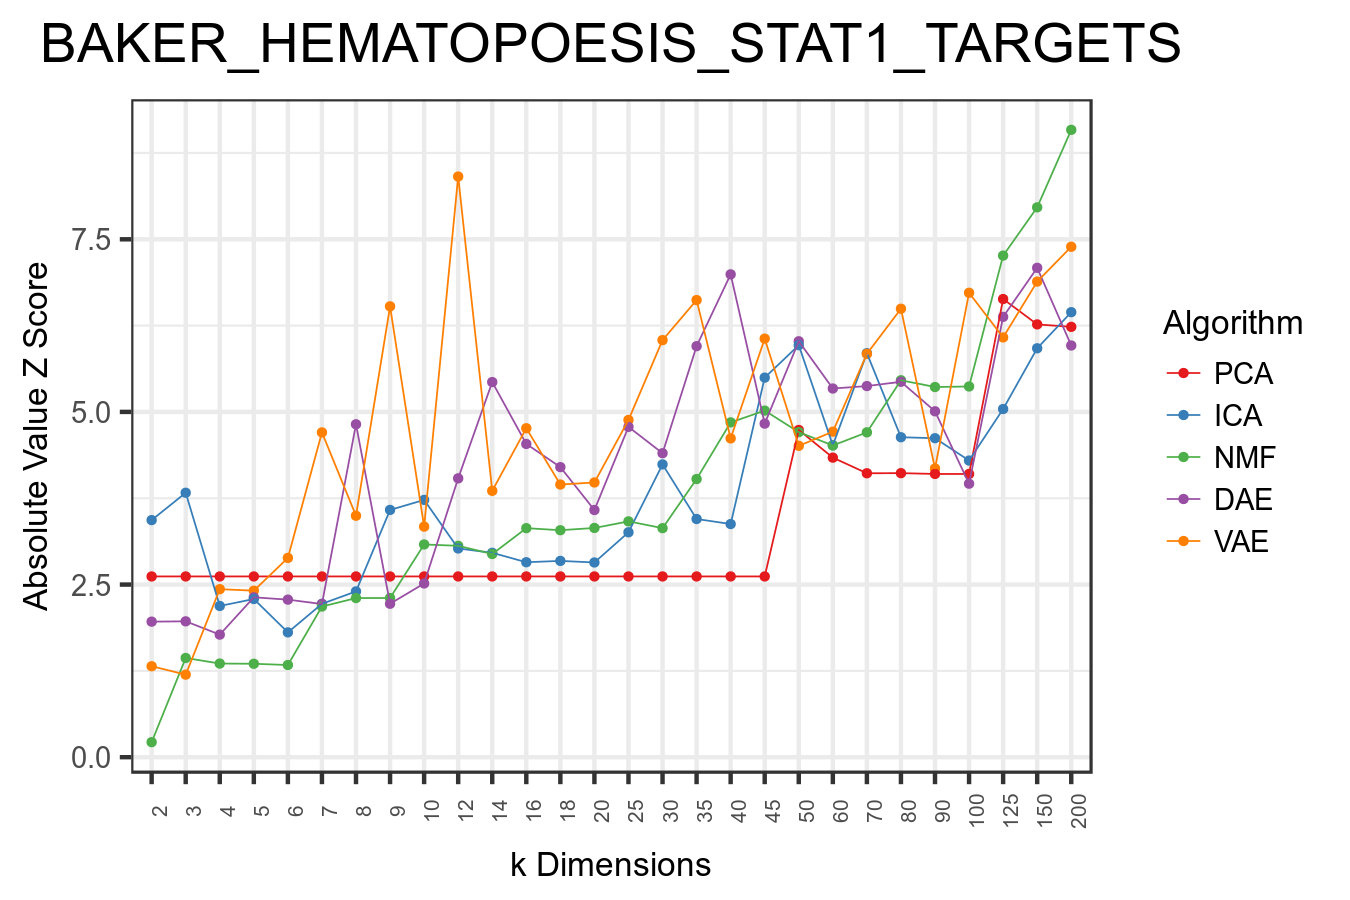 BAKER_HEMATOPOESIS_STAT1_TARGETS
Absolute Value Z Score
7.5
5.0
2.5
0.0
2 3 4 5 6 7 8 9 10 12 14 16 18 20 25 30 35 40 45 50 60 70 80 90 100 125 150 200
k Dimensions
Algorithm
PCA
ICA
NMF
DAE
VAE